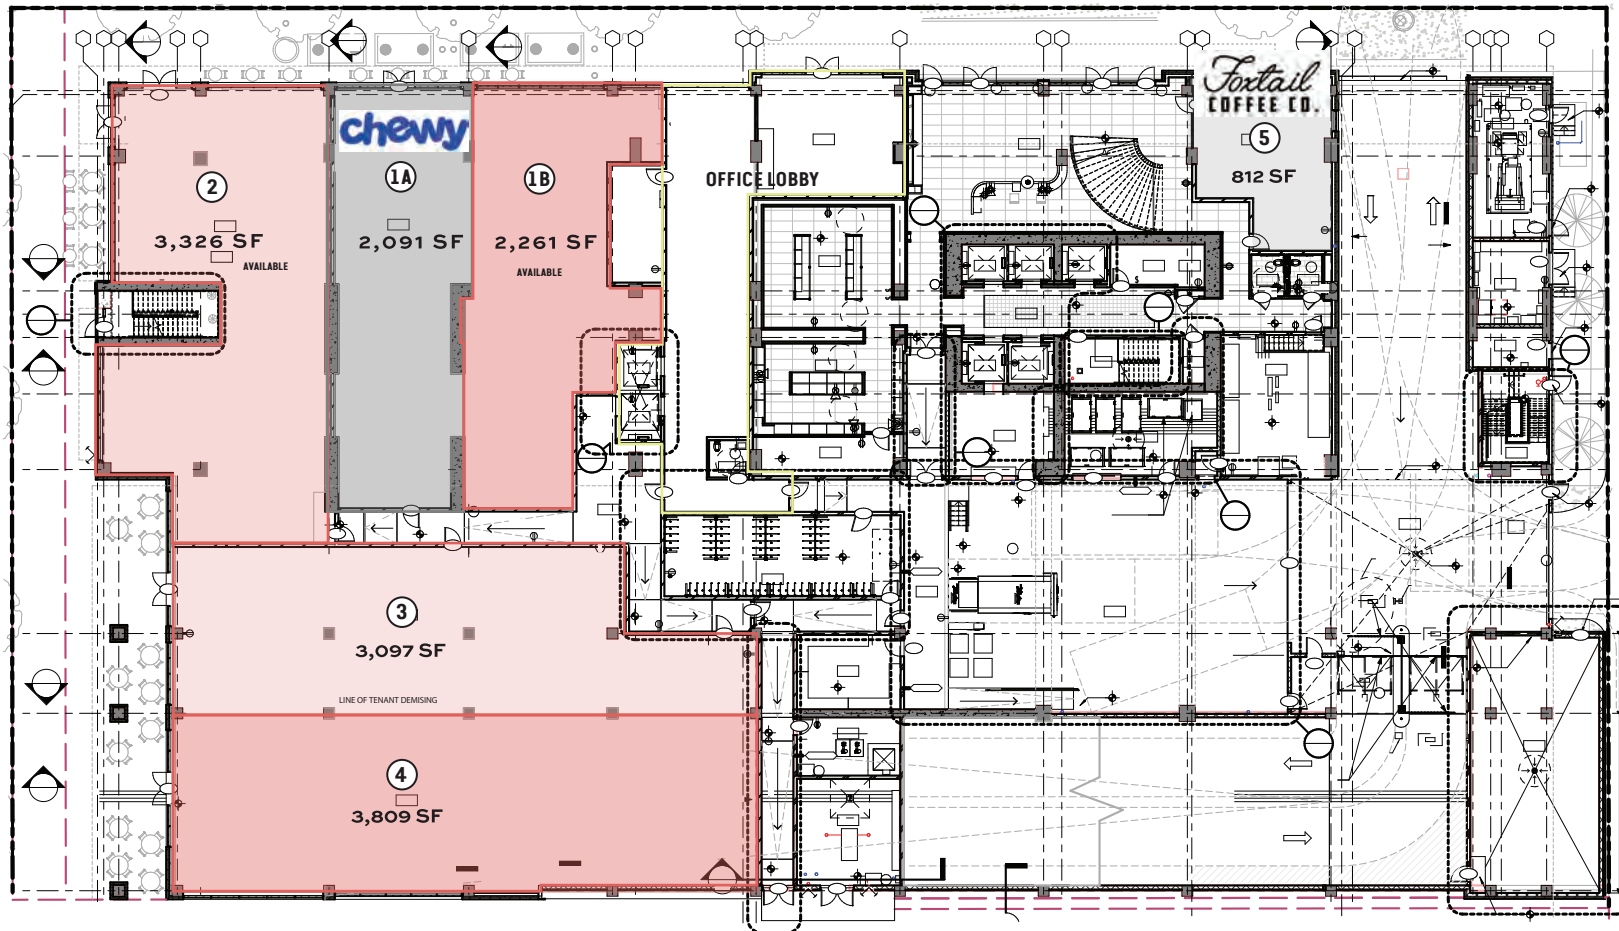 chewy
Foxtail
COFFEE CO.
2
3,326 SF
AVAILABLE
1A
2,091 SF
1B
2,261 SF
AVAILABLE
OFFICE LOBBY
5
812 SF
3
3,097 SF
LINE OF TENANT DEMISING
4
3,809 SF